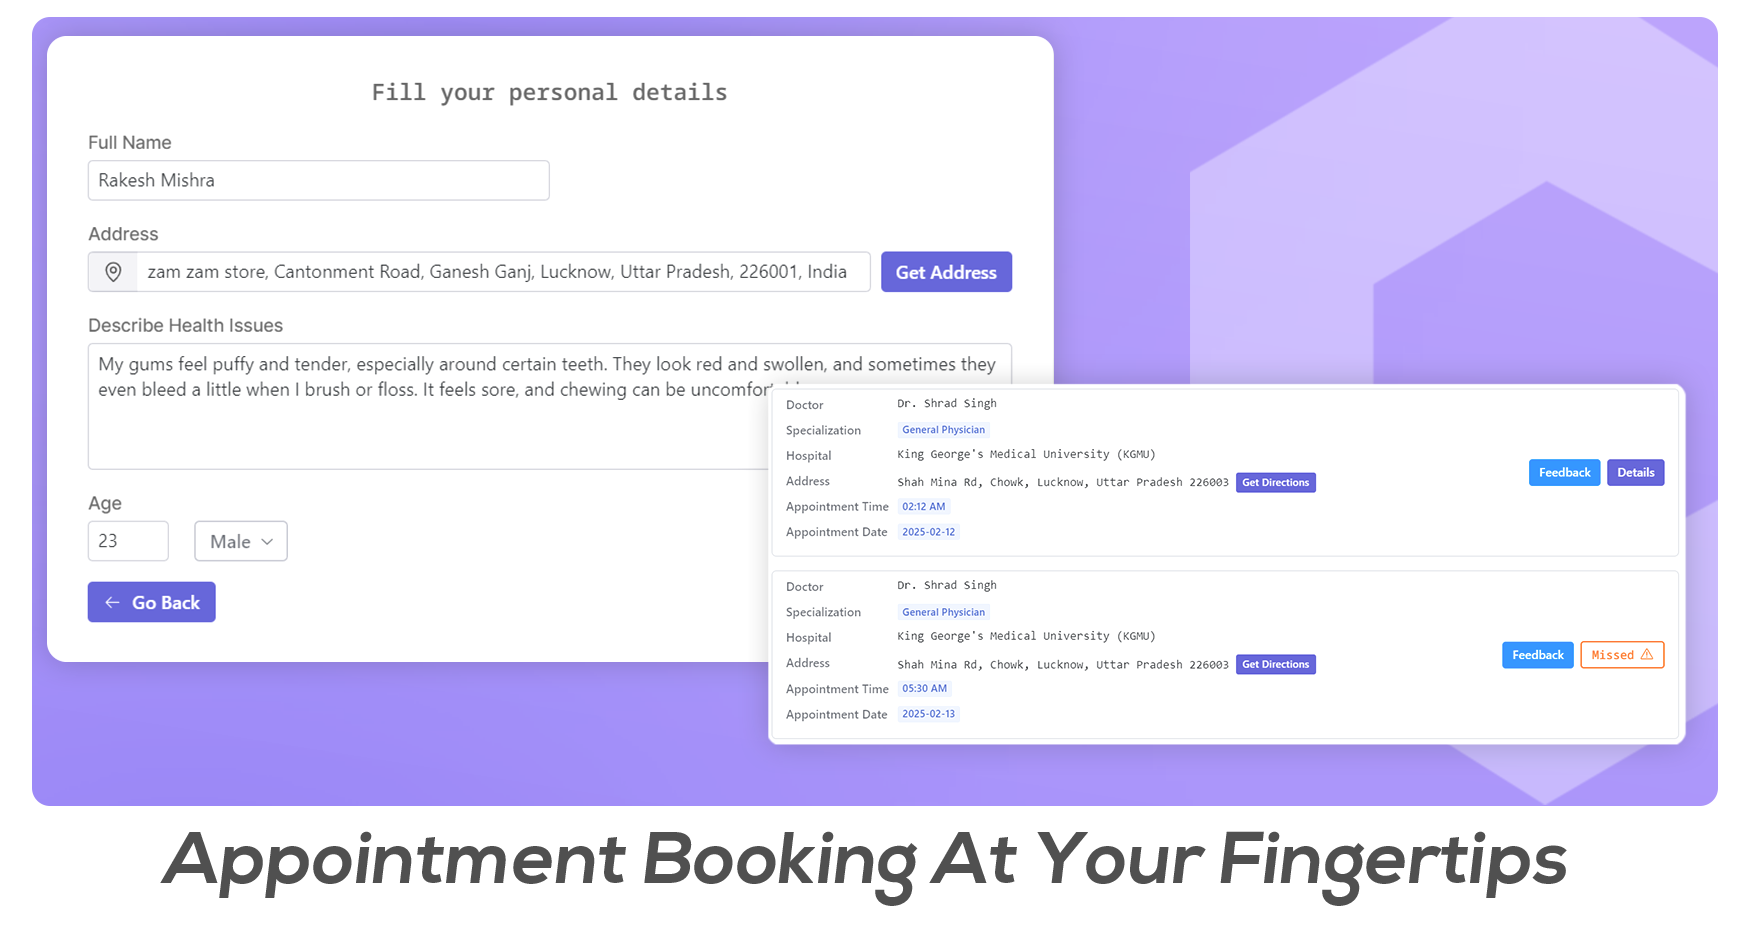 Fill your personal details
Full Name
Rakesh Mishra
Address
zam zam store, Cantonment Road, Ganesh Ganj, Lucknow, Uttar Pradesh, 226001, India
Get Address
Describe Health Issues
My gums feel puffy and tender, especially around certain teeth. They look red and swollen, and sometimes they
even bleed a little when I brush or floss. It feels sore, and chewing can be
Age
23
Male
Go Back
Doctor Dr. Shrad Singh
Specialization General Physician
Hospital King George's Medical University (KGMU)
Address Shah Mina Rd, Chowk, Lucknow, Uttar Pradesh 226003 Get Directions
Appointment Time 02:12 AM
Appointment Date 2025-02-12
Feedback Details
Doctor Dr. Shrad Singh
Specialization General Physician
Hospital King George's Medical University (KGMU)
Address Shah Mina Rd, Chowk, Lucknow, Uttar Pradesh 226003 Get Directions
Appointment Time 05:30 AM
Appointment Date 2025-02-13
Feedback Missed
Appointment Booking At Your Fingertips